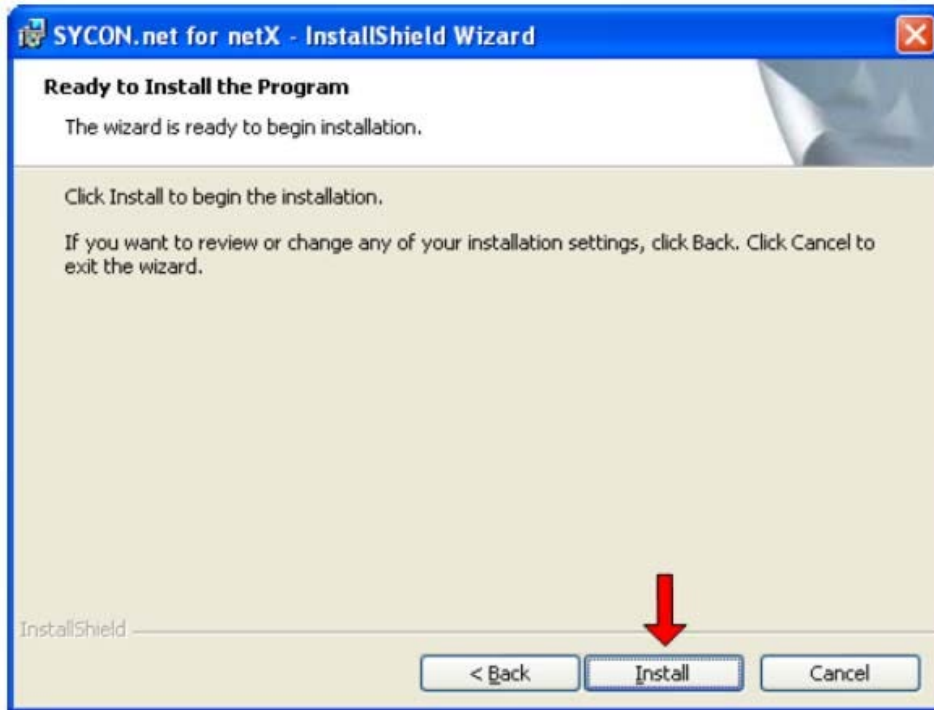 SYCON.net for netX - InstallShield Wizard
Ready to Install the Program
The wizard is ready to begin installation.
Click Install to begin the installation.
If you want to review or change any of your installation settings, click Back. Click Cancel to
exit the wizard.
InstallShield
< Back
Install
Cancel